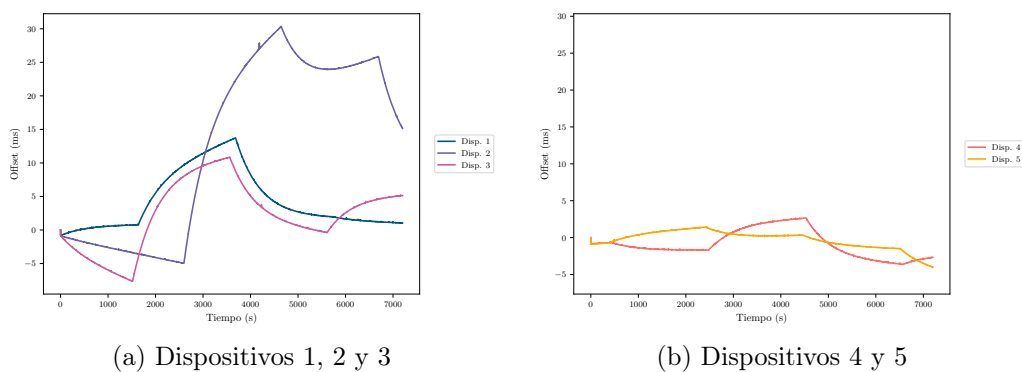 30
25
20
15
10
5
0
−5
Offset (ms)
0 1000 2000 3000 4000 5000 6000 7000
Tiempo (s)
Disp. 1
Disp. 2
Disp. 3
(a) Dispositivos 1, 2 y 3
30
25
20
15
10
5
0
−5
Offset (ms)
0 1000 2000 3000 4000 5000 6000 7000
Tiempo (s)
Disp. 4
Disp. 5
(b) Dispositivos 4 y 5